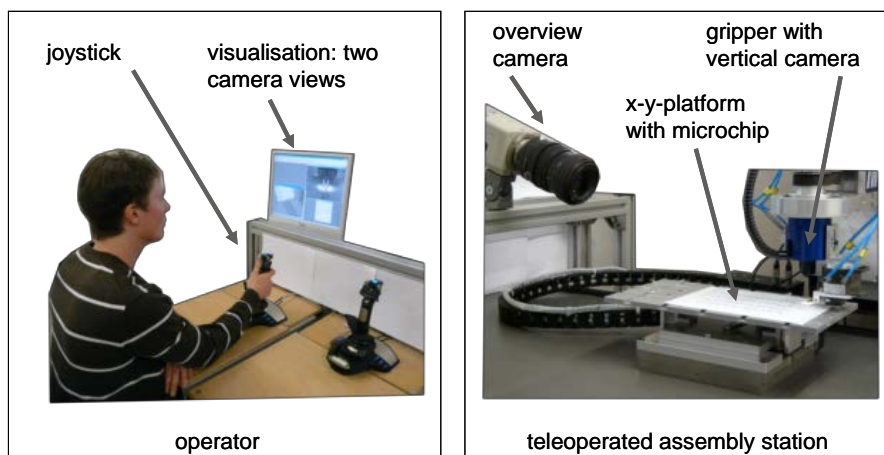 joystick
visualisation: two
camera views
operator
overview
camera
gripper with
vertical camera
x-y-platform
with microchip
teleoperated assembly station